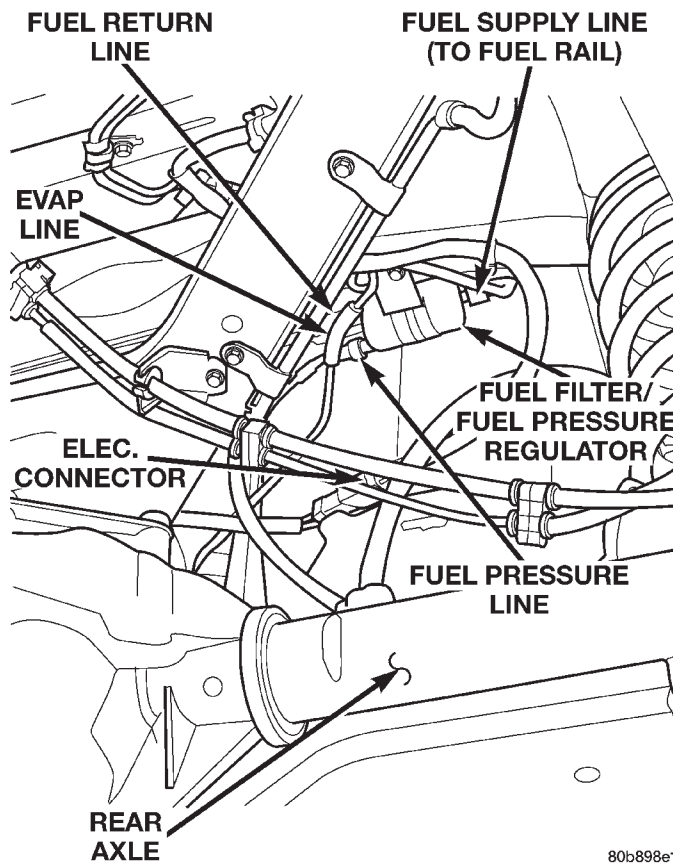 FUEL RETURN
LINE
FUEL SUPPLY LINE
(TO FUEL RAIL)
EVAP
LINE
FUEL FILTER/
FUEL PRESSURE
REGULATOR
ELEC.
CONNECTOR
FUEL PRESSURE
LINE
REAR
AXLE
80b898e1